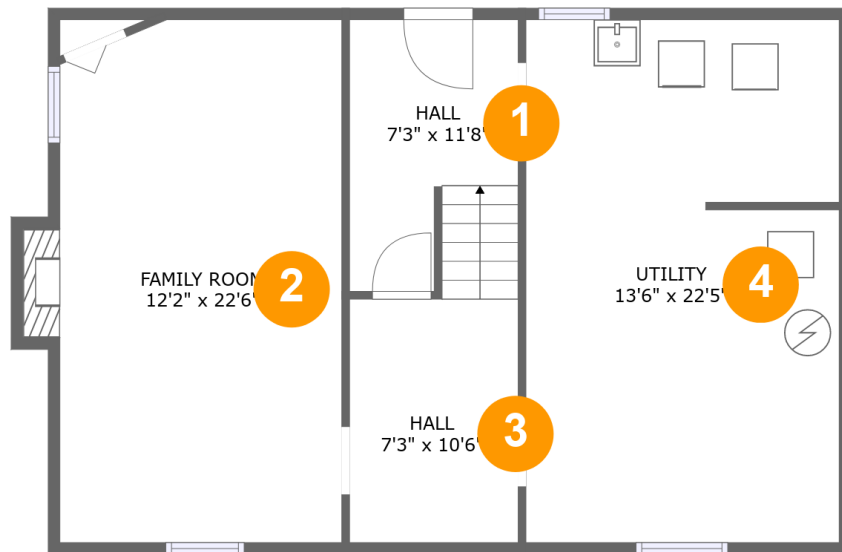 HALL
7'3" x 11'8"
1
FAMILY ROOM
12'2" x 22'6"
2
UTILITY
13'6" x 22'5"
4
HALL
7'3" x 10'6"
3